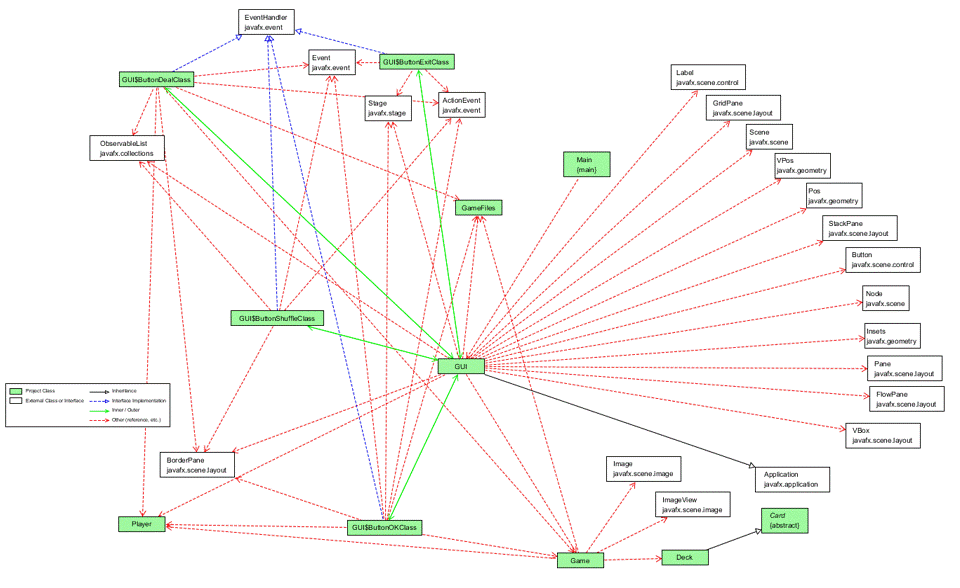 EventHandler
javafx.event
Event
javafx.event
GUI$ButtonExitClass
GUI$ButtonDealClass
Label
javafx.scene.control
Stage
javafx.stage
ActionEvent
javafx.event
GridPane
javafx.scene.layout
Scene
javafx.scene
ObservableList
javafx.collections
Main
{main}
VPos
javafx.geometry
Pos
javafx.geometry
GameFiles
StackPane
javafx.scene.layout
Button
javafx.scene.control
Node
javafx.scene
GUI$ButtonShuffleClass
Insets
javafx.geometry
GUI
Pane
javafx.scene.layout
FlowPane
javafx.scene.layout
Project Class
Inheritance
External Class or Interface
Interface Implementation
Inner / Outer
Other (reference, etc.)
VBox
javafx.scene.layout
BorderPane
javafx.scene.layout
Image
javafx.scene.image
Application
javafx.application
ImageView
javafx.scene.image
Player
GUI$ButtonOKClass
Card
{abstract}
Game
Deck